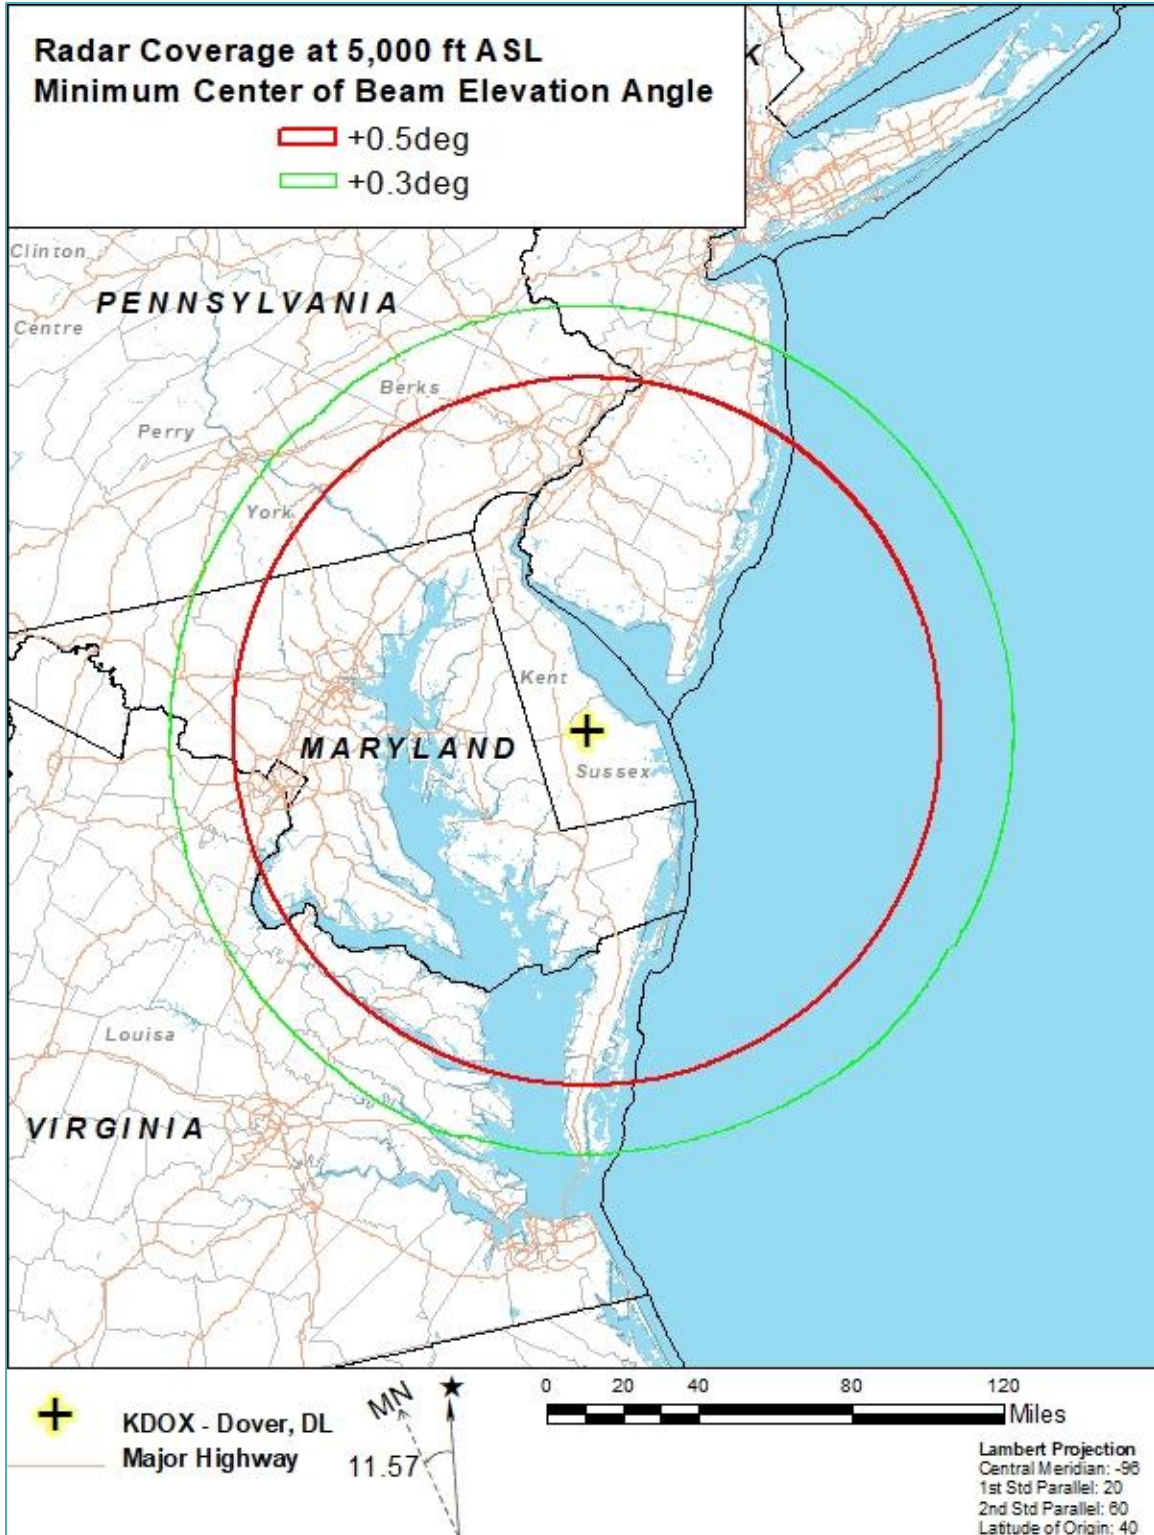 Radar Coverage at 5,000 ft ASL
Minimum Center of Beam Elevation Angle
+0.5deg
+0.3deg
K
Clinton
PENNSYLVANIA
Centre
Berks
Perry
York
Kent
MARYLAND
Sussex
Louisa
VIRGINIA
KDOX - Dover, DL
Major Highway
MN
11.57
0 20 40 80 120
Miles
Lambert Projection
Central Meridian: -96
1st Std Parallel: 20
2nd Std Parallel: 60
Latitude of Origin: 40